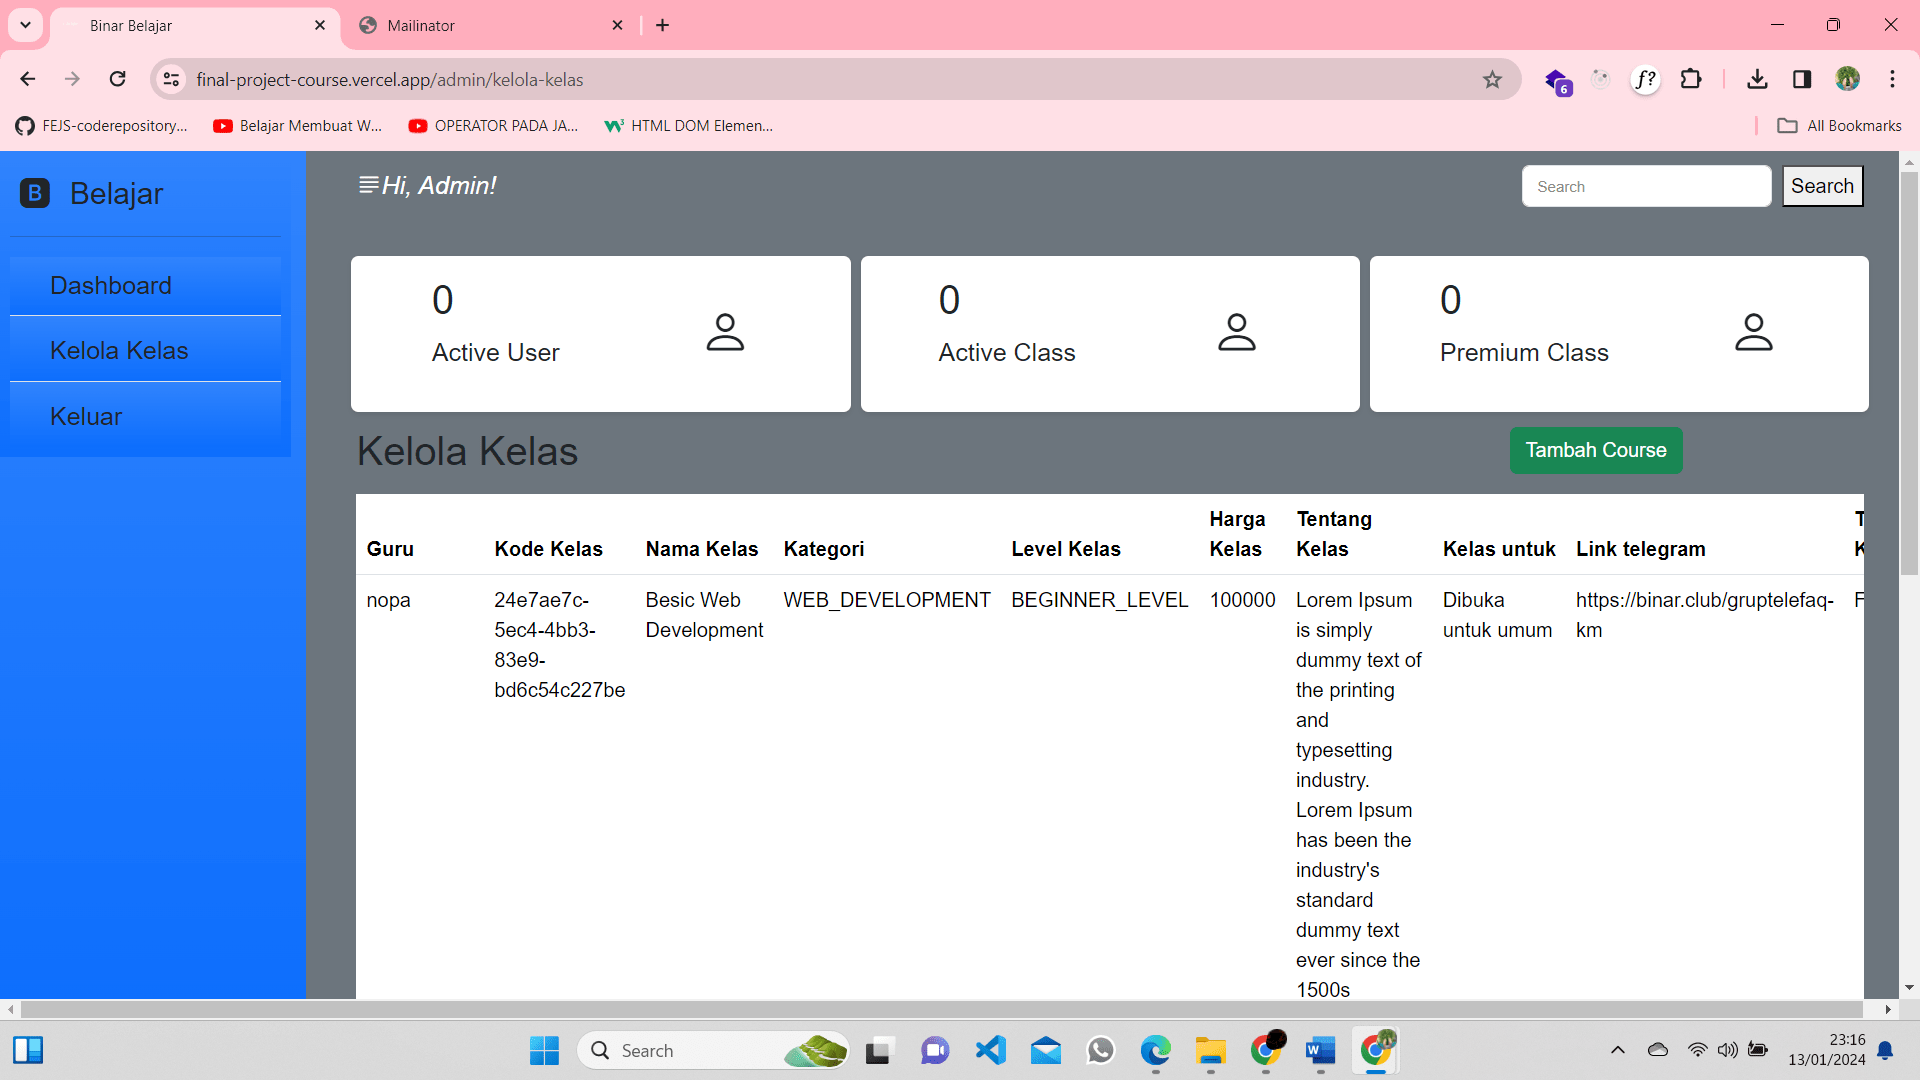 Binar Belajar
Mailinator
final-project-course.vercel.app/admin/kelola-kelas
6
f?
FEJS-coderepository...
Belajar Membuat W...
OPERATOR PADA JA...
HTML DOM Elemen...
All Bookmarks
B Belajar
Hi, Admin!
Search
Search
Dashboard
Kelola Kelas
Keluar
0
Active User
0
Active Class
0
Premium Class
Kelola Kelas
Tambah Course
Guru
Kode Kelas
Nama Kelas
Kategori
Level Kelas
Harga
Kelas
Tentang
Kelas
Kelas untuk
Link telegram
nopa
24e7ae7c-
5ec4-4bb3-
83e9-
bd6c54c227be
Besic Web
Development
WEB_DEVELOPMENT
BEGINNER_LEVEL
100000
Lorem Ipsum
is simply
dummy text of
the printing
and
typesetting
industry.
Lorem Ipsum
has been the
industry's
standard
dummy text
ever since the
1500s
Dibuka
untuk umum
https://binar.club/gruptelefaq-
km
F
Search
23:16
13/01/2024